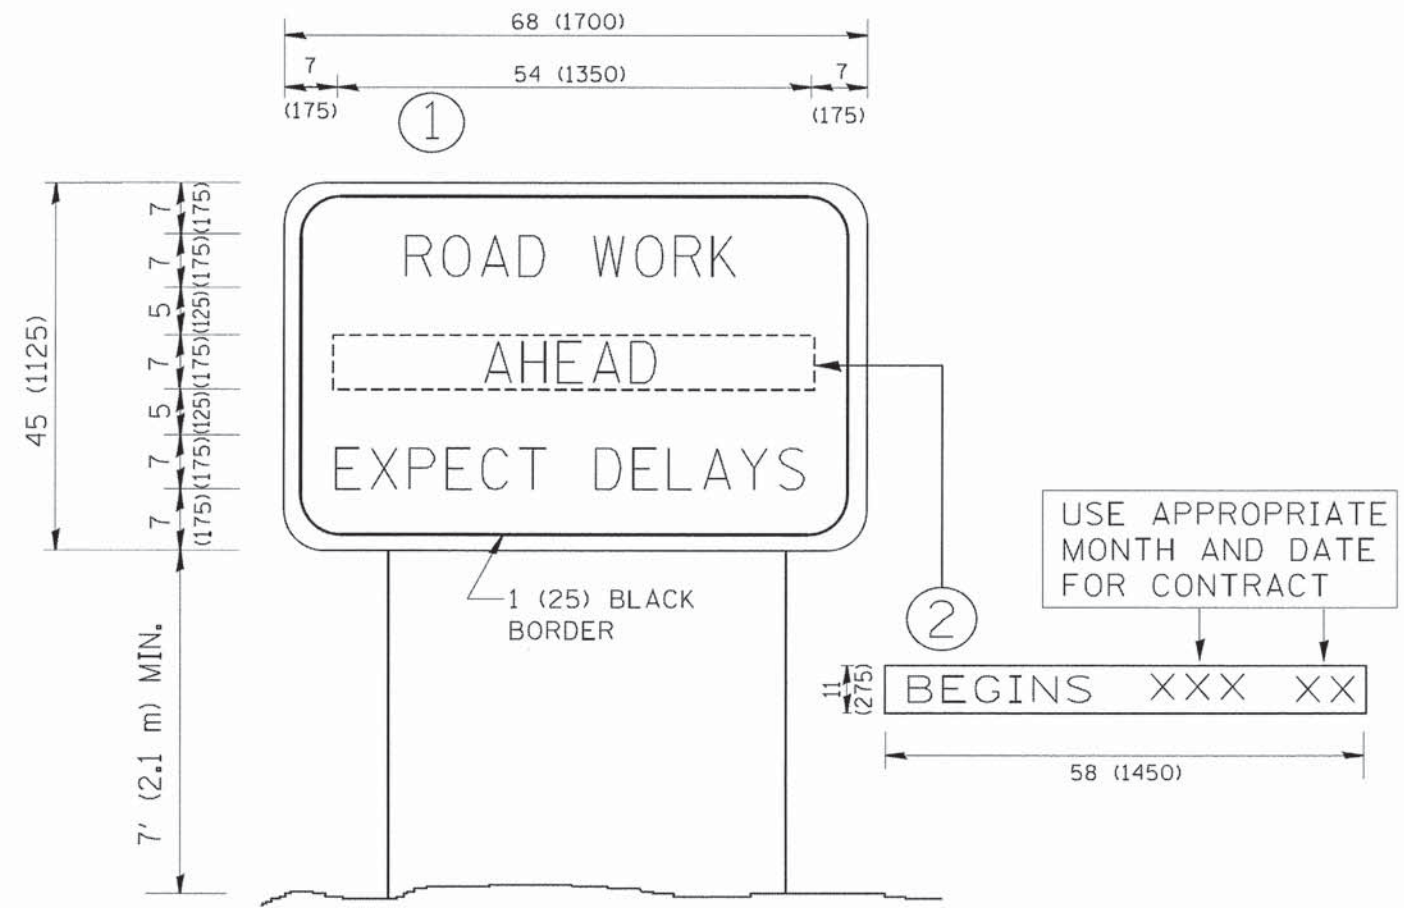 68 (1700)
7
54 (1350)
7
(175)
(175)
1
7
(175)
7
(175)
5
(125)
7
(175)
5
(125)
7
(175)
7
(175)
45 (1125)
ROAD WORK
AHEAD
EXPECT DELAYS
1 (25) BLACK
BORDER
7' (2.1 m) MIN.
USE APPROPRIATE
MONTH AND DATE
FOR CONTRACT
2
11
(275)
BEGINS XXX XX
58 (1450)